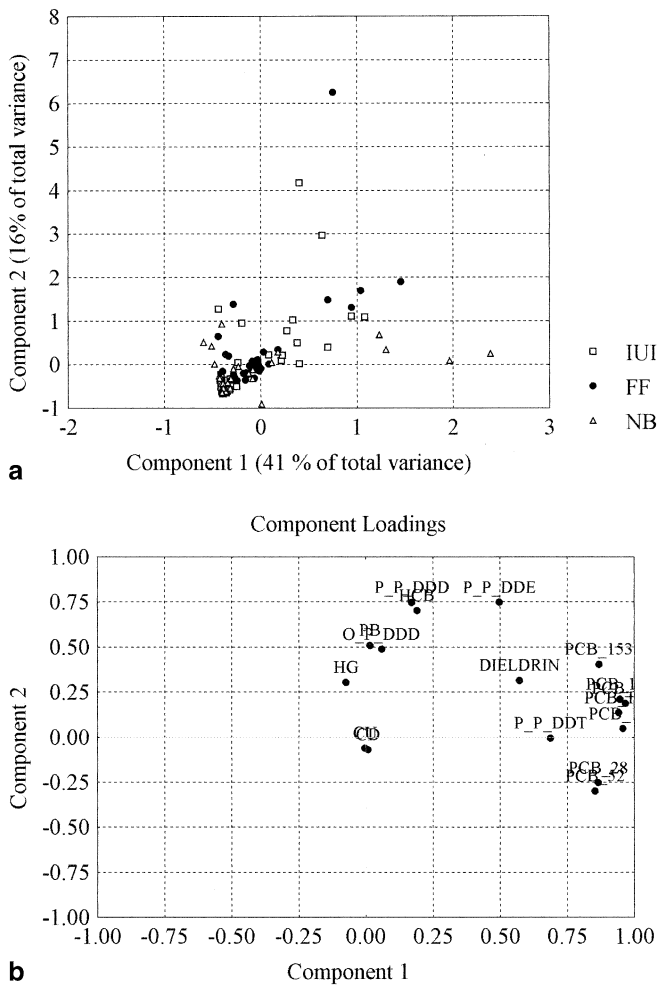 8
7
6
5
4
3
2
1
0
-1
-2 -1 0 1 2 3
Component 2 (16% of total variance)
Component 1 (41 % of total variance)
IUI
FF
NB
a
Component Loadings
1.00
0.75
0.50
0.25
0.00
-0.25
-0.50
-0.75
-1.00
-1.00 -0.75 -0.50 -0.25 0.00 0.25 0.50 0.75 1.00
Component 2
Component 1
P_P_DDD
HCB
P_P_DDE
PB
O_P_DDD
HG
DIELDRIN
PCB_153
P_P_DDT
PCB_28
PCB_52
b